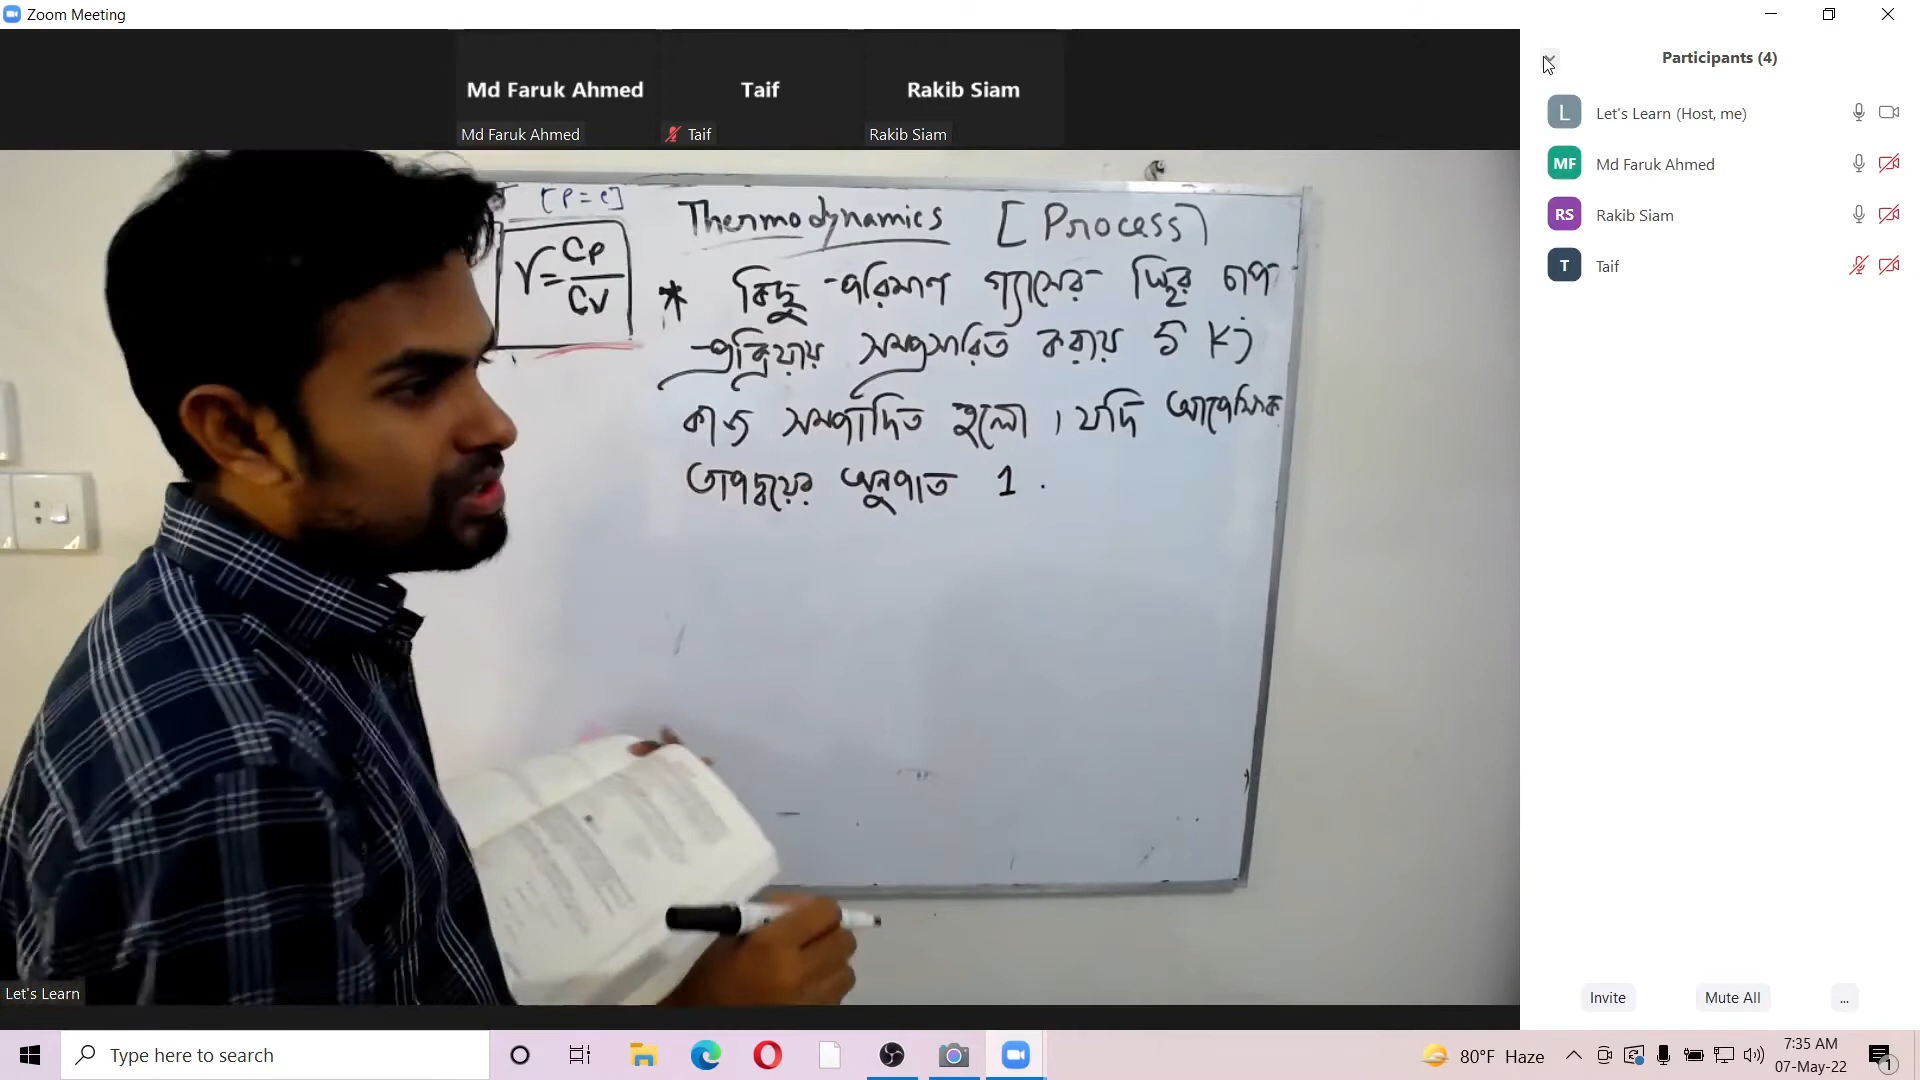 Zoom Meeting
Md Faruk Ahmed
Taif
Rakib Siam
Md Faruk Ahmed
Taif
Rakib Siam
[P=c]
γ=Cp/Cv
Thermodynamics [Process]
* কিছু পরিমাণ গ্যাসের স্থির চাপ
প্রক্রিয়ায় সম্প্রসারিত করায় 5 KJ
কাজ সম্পাদিত হলো। যদি আপেক্ষিক
তাপদ্বয়ের অনুপাত 1.
Let's Learn
Participants (4)
L Let's Learn (Host, me)
MF Md Faruk Ahmed
RS Rakib Siam
T Taif
Invite Mute All ...
Type here to search
80°F Haze
7:35 AM
07-May-22
1